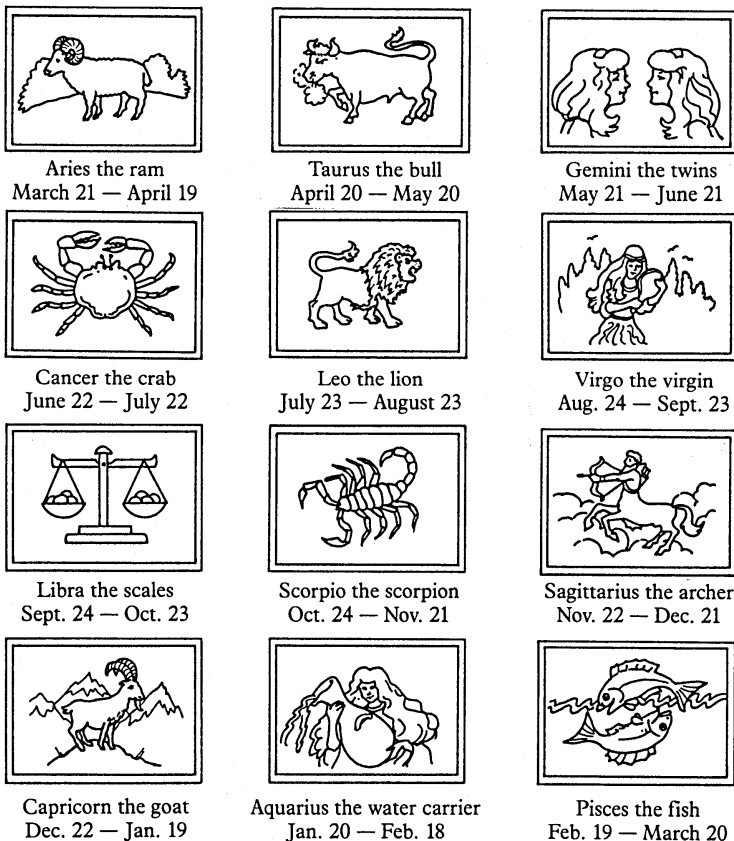 Aries the ram
March 21 — April 19
Taurus the bull
April 20 — May 20
Gemini the twins
May 21 — June 21
Cancer the crab
June 22 — July 22
Leo the lion
July 23 — August 23
Virgo the virgin
Aug. 24 — Sept. 23
Libra the scales
Sept. 24 — Oct. 23
Scorpio the scorpion
Oct. 24 — Nov. 21
Sagittarius the archer
Nov. 22 — Dec. 21
Capricorn the goat
Dec. 22 — Jan. 19
Aquarius the water carrier
Jan. 20 — Feb. 18
Pisces the fish
Feb. 19 — March 20